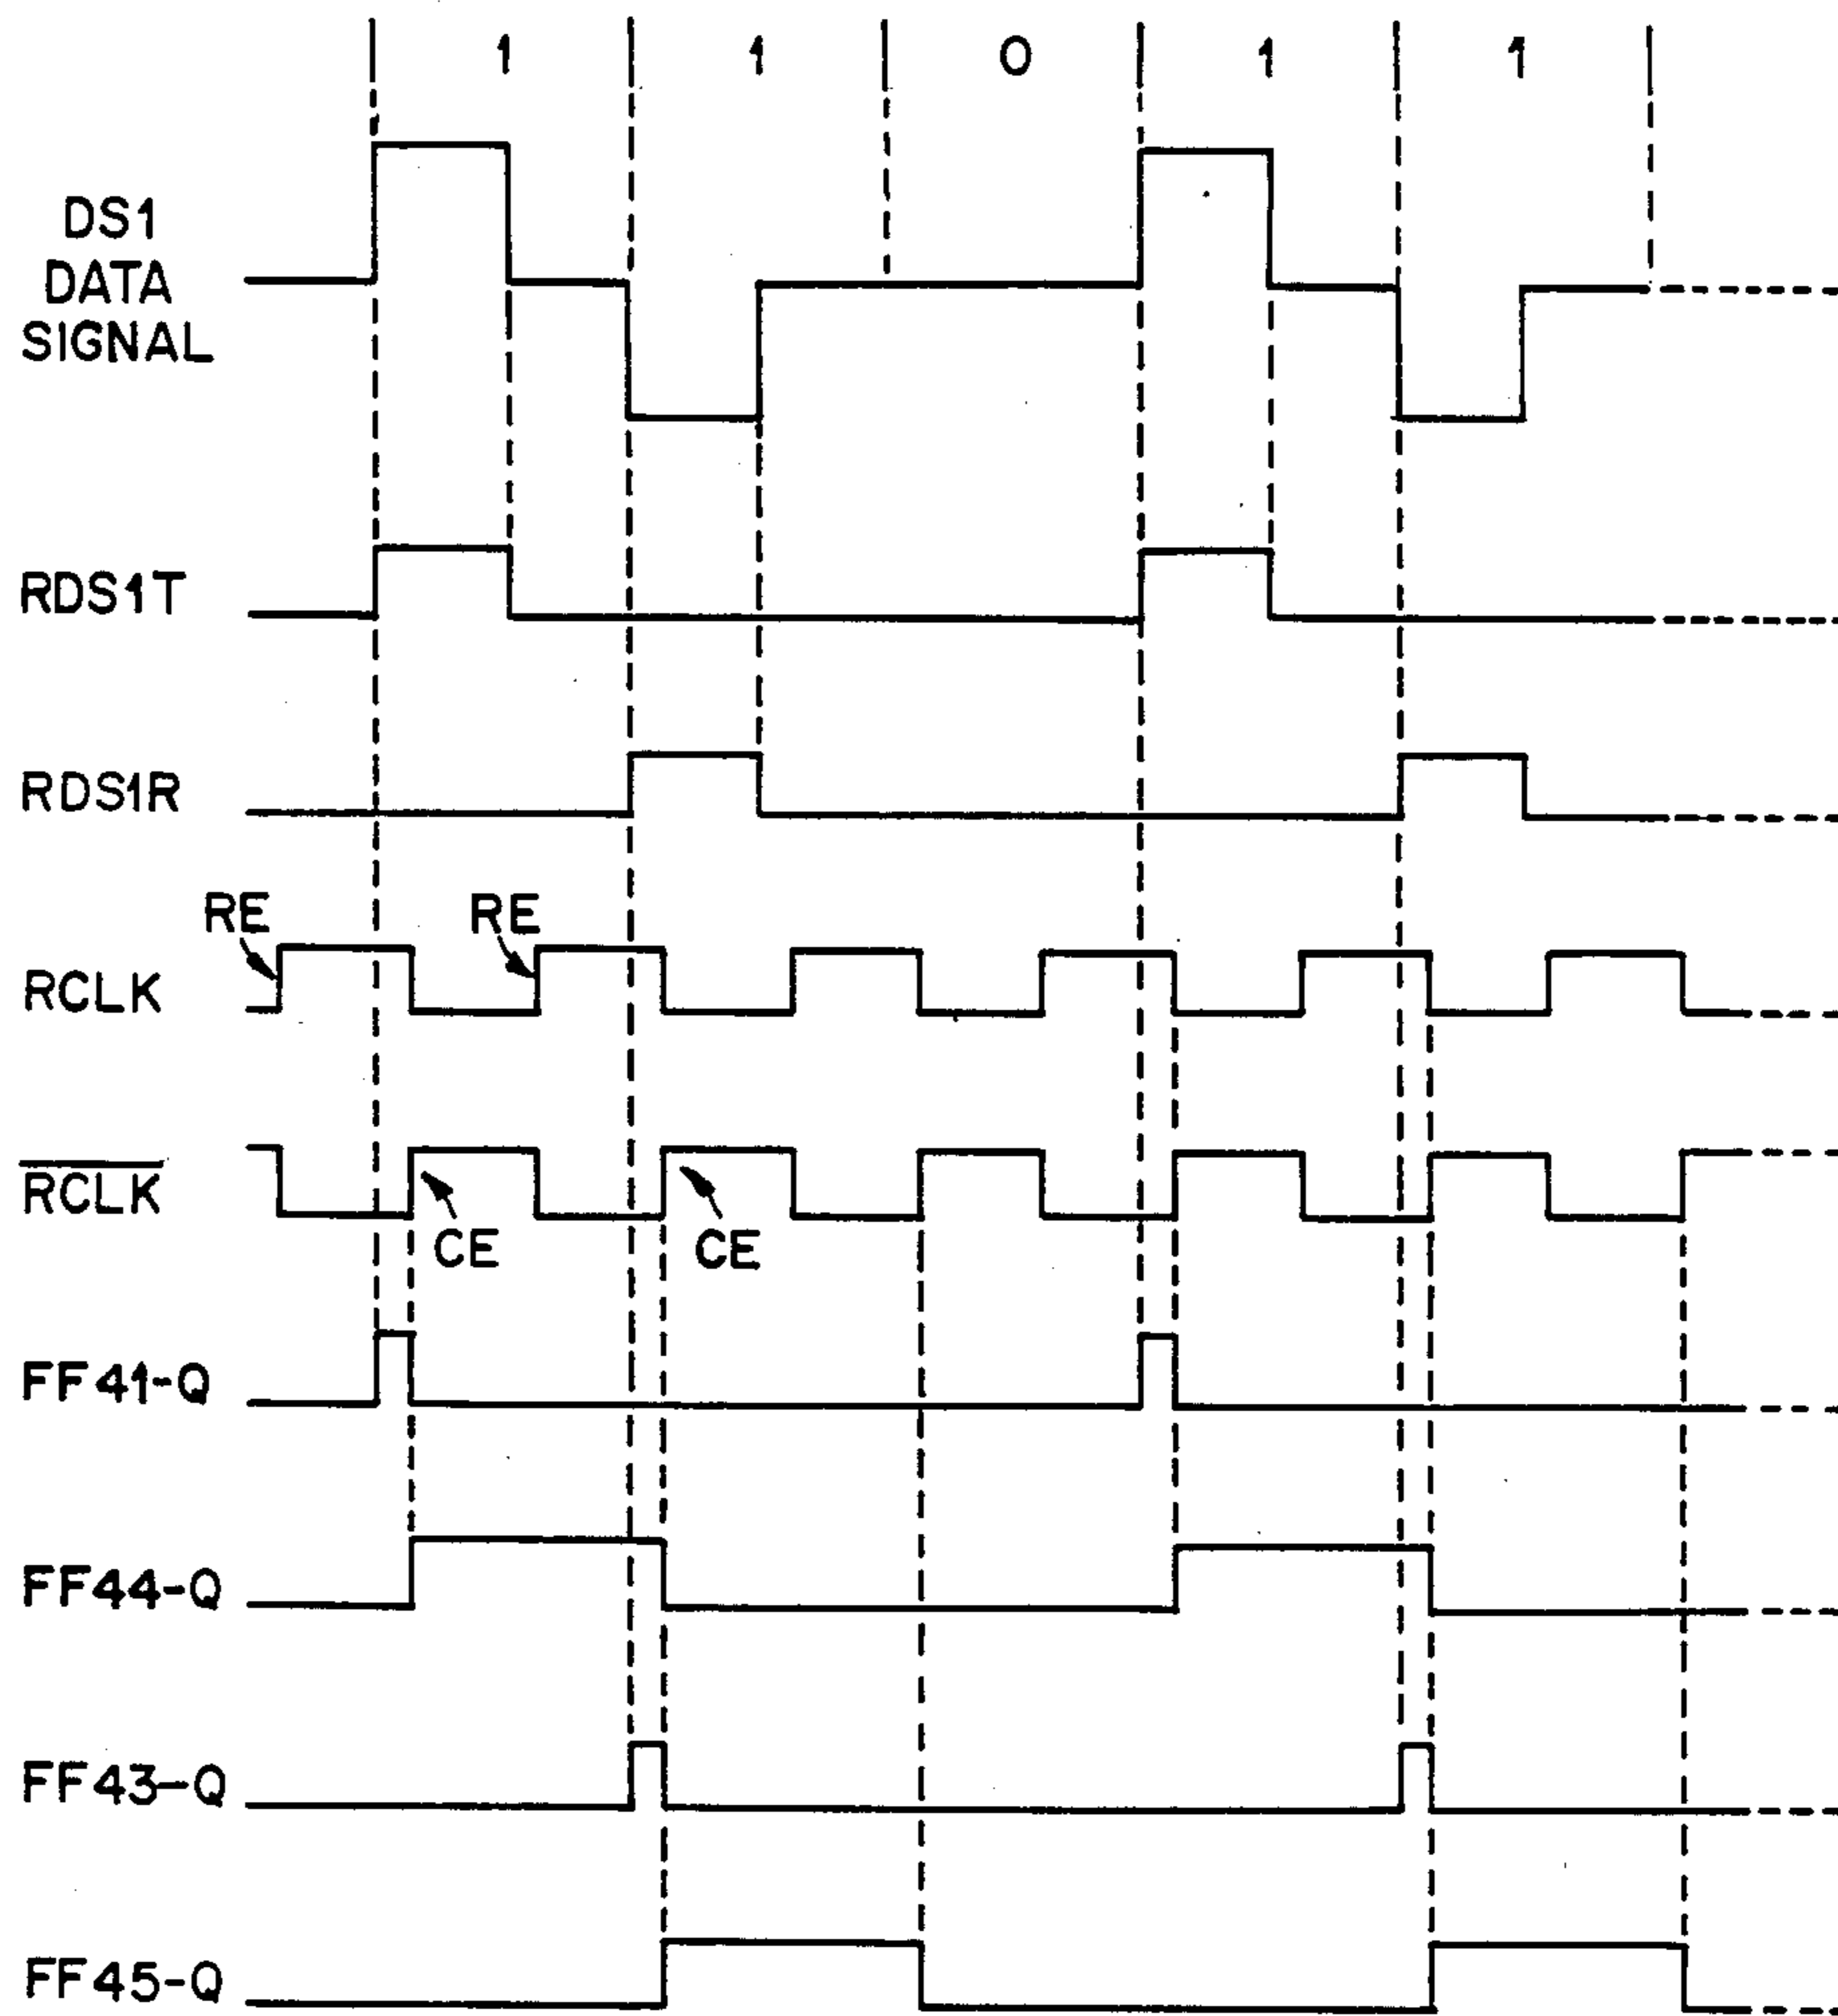 1 1 0 1 1
DS1
DATA
SIGNAL
RDS1T
RDS1R
RE RE
RCLK
R̅C̅L̅K̅
CE CE
FF41-Q
FF44-Q
FF43-Q
FF45-Q